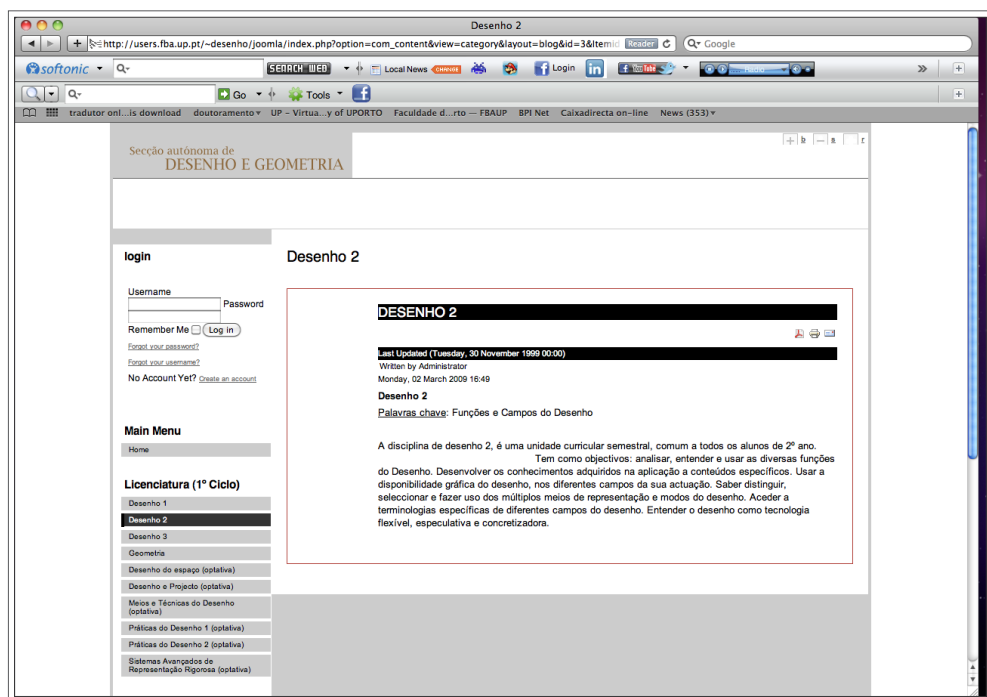 Desenho 2
http://users.fba.up.pt/~desenho/joomla/index.php?option=com_content&view=category&layout=blog&id=3&Itemid
Reader
Google
softonic
SEARCH WEB
Local News CHANGE
Login
in
YouTube
Radio
Go
Tools
tradutor onl...is download doutoramento UP – Virtua...y of UPORTO Faculdade d...rto — FBAUP BPI Net Caixadirecta on-line News (353)
Secção autónoma de
DESENHO E GEOMETRIA
+ b — s r
login
Username
Password
Remember Me Log in
Forgot your password?
Forgot your username?
No Account Yet? Create an account
Main Menu
Home
Licenciatura (1º Ciclo)
Desenho 1
Desenho 2
Desenho 3
Geometria
Desenho do espaço (optativa)
Desenho e Projecto (optativa)
Meios e Técnicas do Desenho
(optativa)
Práticas do Desenho 1 (optativa)
Práticas do Desenho 2 (optativa)
Sistemas Avançados de
Representação Rigorosa (optativa)
Desenho 2
DESENHO 2
Last Updated (Tuesday, 30 November 1999 00:00)
Written by Administrator
Monday, 02 March 2009 16:49
Desenho 2
Palavras chave: Funções e Campos do Desenho
A disciplina de desenho 2, é uma unidade curricular semestral, comum a todos os alunos de 2º ano.
Tem como objectivos: analisar, entender e usar as diversas funções
do Desenho. Desenvolver os conhecimentos adquiridos na aplicação a conteúdos específicos. Usar a
disponibilidade gráfica do desenho, nos diferentes campos da sua actuação. Saber distinguir,
seleccionar e fazer uso dos múltiplos meios de representação e modos do desenho. Aceder a
terminologias específicas de diferentes campos do desenho. Entender o desenho como tecnologia
flexível, especulativa e concretizadora.